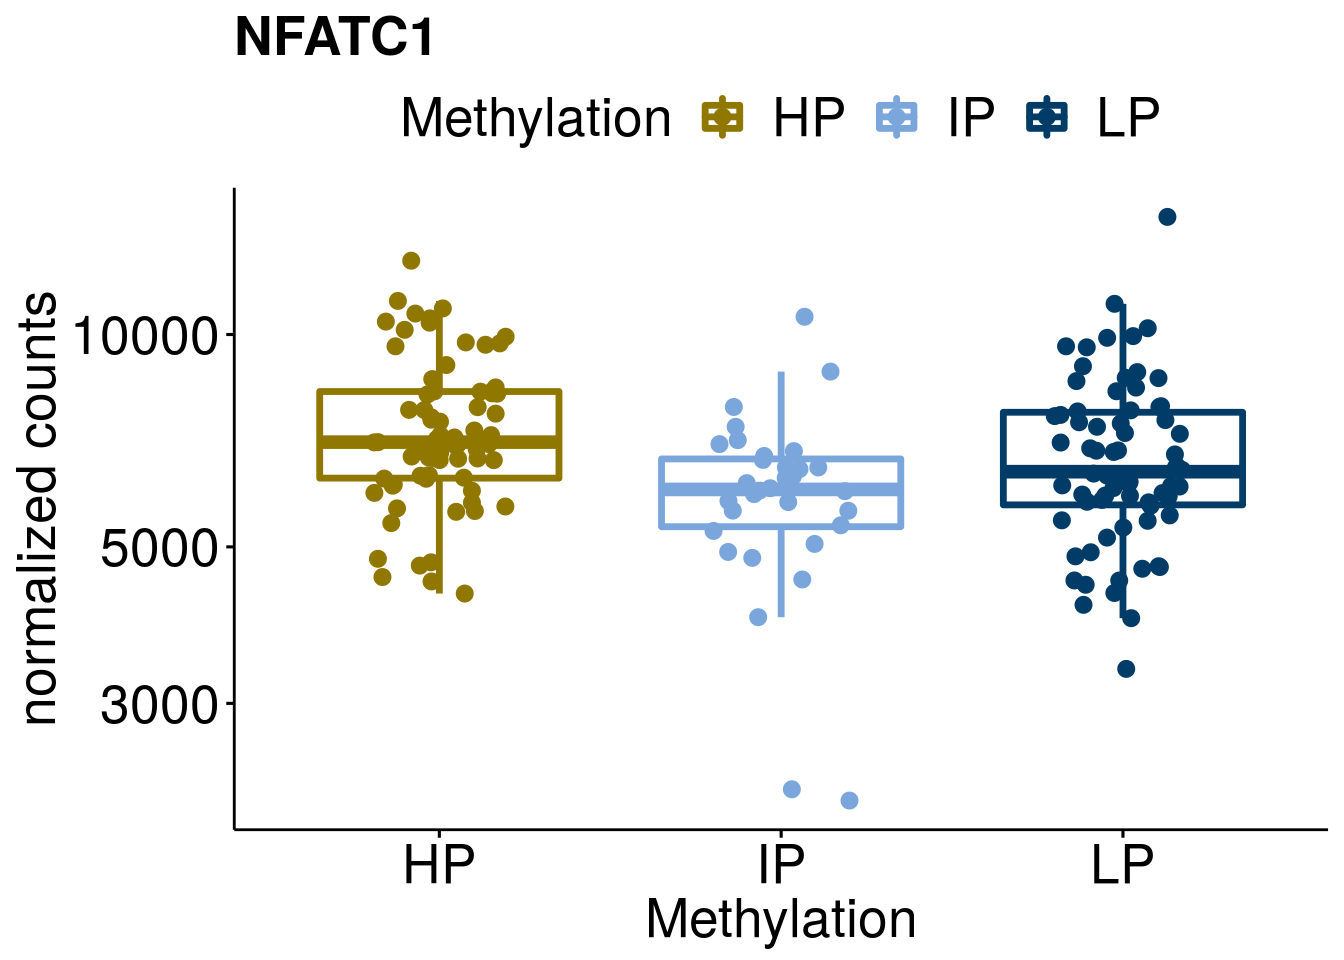 NFATC1
Methylation HP IP LP
normalized counts
10000
5000
3000
HP IP LP
Methylation